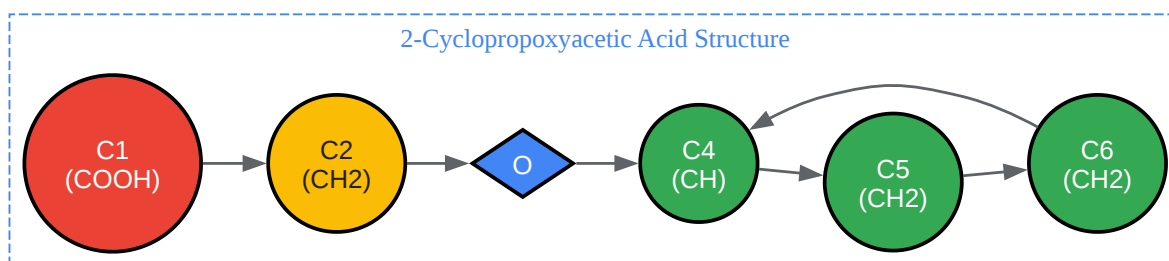 2-Cyclopropoxyacetic Acid Structure
C1
(COOH)
C2
(CH2)
O
C4
(CH)
C5
(CH2)
C6
(CH2)